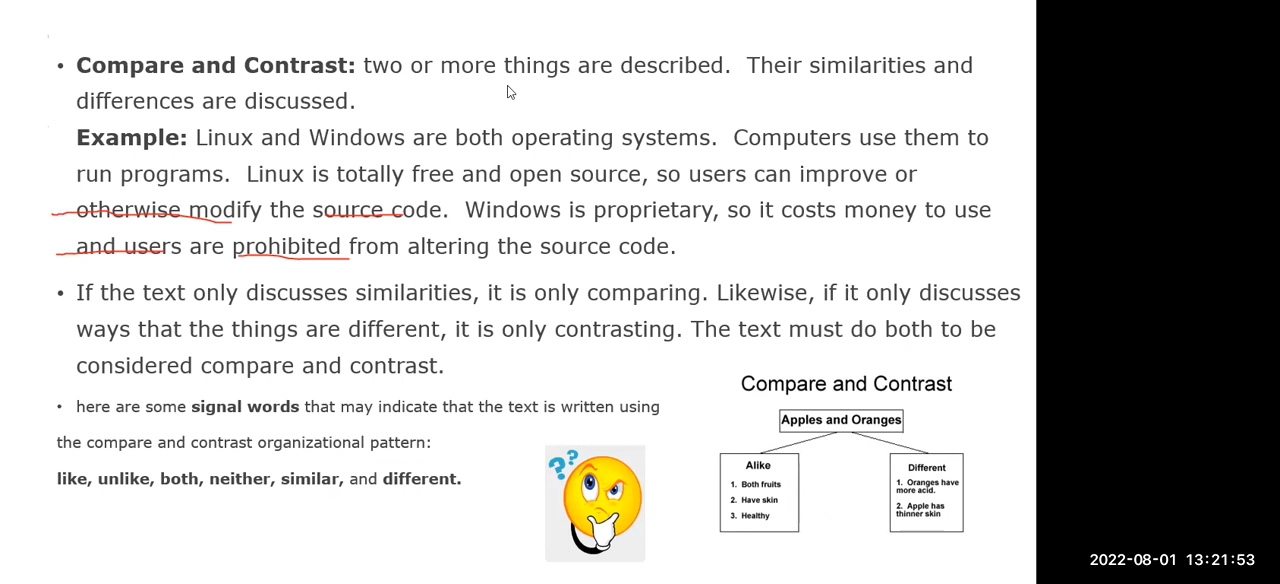 • Compare and Contrast: two or more things are described.  Their similarities and
differences are discussed.
Example: Linux and Windows are both operating systems.  Computers use them to
run programs.  Linux is totally free and open source, so users can improve or
otherwise modify the source code.  Windows is proprietary, so it costs money to use
and users are prohibited from altering the source code.
• If the text only discusses similarities, it is only comparing. Likewise, if it only discusses
ways that the things are different, it is only contrasting. The text must do both to be
considered compare and contrast.
• here are some signal words that may indicate that the text is written using
the compare and contrast organizational pattern:
like, unlike, both, neither, similar, and different.
??
Compare and Contrast
Apples and Oranges
Alike
1. Both fruits
2. Have skin
3. Healthy
Different
1. Oranges have
more acid.
2. Apple has
thinner skin
2022-08-01 13:21:53